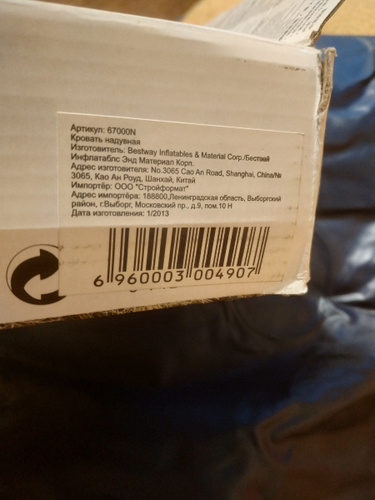 Артикул: 67000N
Кровать надувная
Изготовитель: Bestway Inflatables & Material Corp./Бествей
Инфлатаблс Энд Материал Корп.
Адрес изготовителя: No.3065 Cao An Road, Shanghai, China/№
3065, Као Ан Роуд, Шанхай, Китай
Импортёр: ООО "Стройформат"
Адрес импортёра: 188800,Ленинградская область, Выборгский
район, г.Выборг, Московский пр., д.9, пом.10 Н
Дата изготовления: 1/2013
6 960003 004907